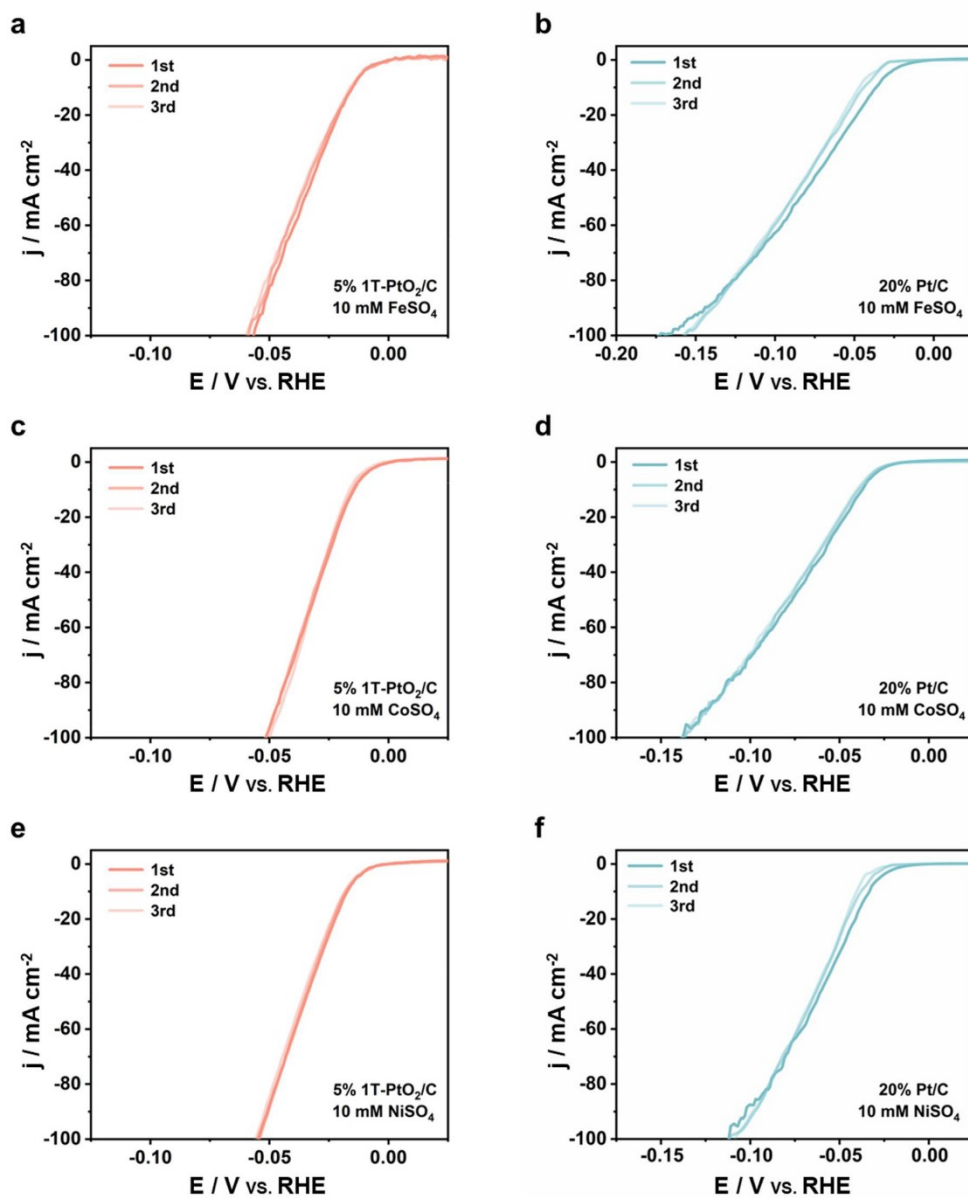 a
1st
2nd
3rd
0
-20
-40
-60
-80
-100
j / mA cm⁻²
5% 1T-PtO₂/C
10 mM FeSO₄
-0.10
-0.05
0.00
E / V vs. RHE
b
1st
2nd
3rd
0
-20
-40
-60
-80
-100
j / mA cm⁻²
20% Pt/C
10 mM FeSO₄
-0.20
-0.15
-0.10
-0.05
0.00
E / V vs. RHE
c
1st
2nd
3rd
0
-20
-40
-60
-80
-100
j / mA cm⁻²
5% 1T-PtO₂/C
10 mM CoSO₄
-0.10
-0.05
0.00
E / V vs. RHE
d
1st
2nd
3rd
0
-20
-40
-60
-80
-100
j / mA cm⁻²
20% Pt/C
10 mM CoSO₄
-0.15
-0.10
-0.05
0.00
E / V vs. RHE
e
1st
2nd
3rd
0
-20
-40
-60
-80
-100
j / mA cm⁻²
5% 1T-PtO₂/C
10 mM NiSO₄
-0.10
-0.05
0.00
E / V vs. RHE
f
1st
2nd
3rd
0
-20
-40
-60
-80
-100
j / mA cm⁻²
20% Pt/C
10 mM NiSO₄
-0.15
-0.10
-0.05
0.00
E / V vs. RHE